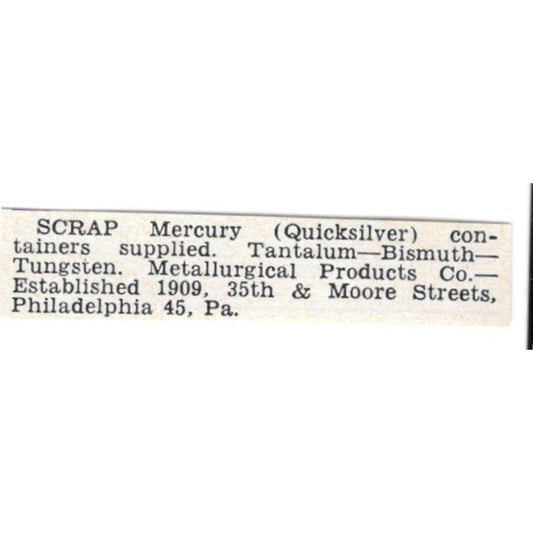 SCRAP Mercury (Quicksilver) con-
tainers supplied. Tantalum—Bismuth—
Tungsten. Metallurgical Products Co.—
Established 1909, 35th & Moore Streets,
Philadelphia 45, Pa.